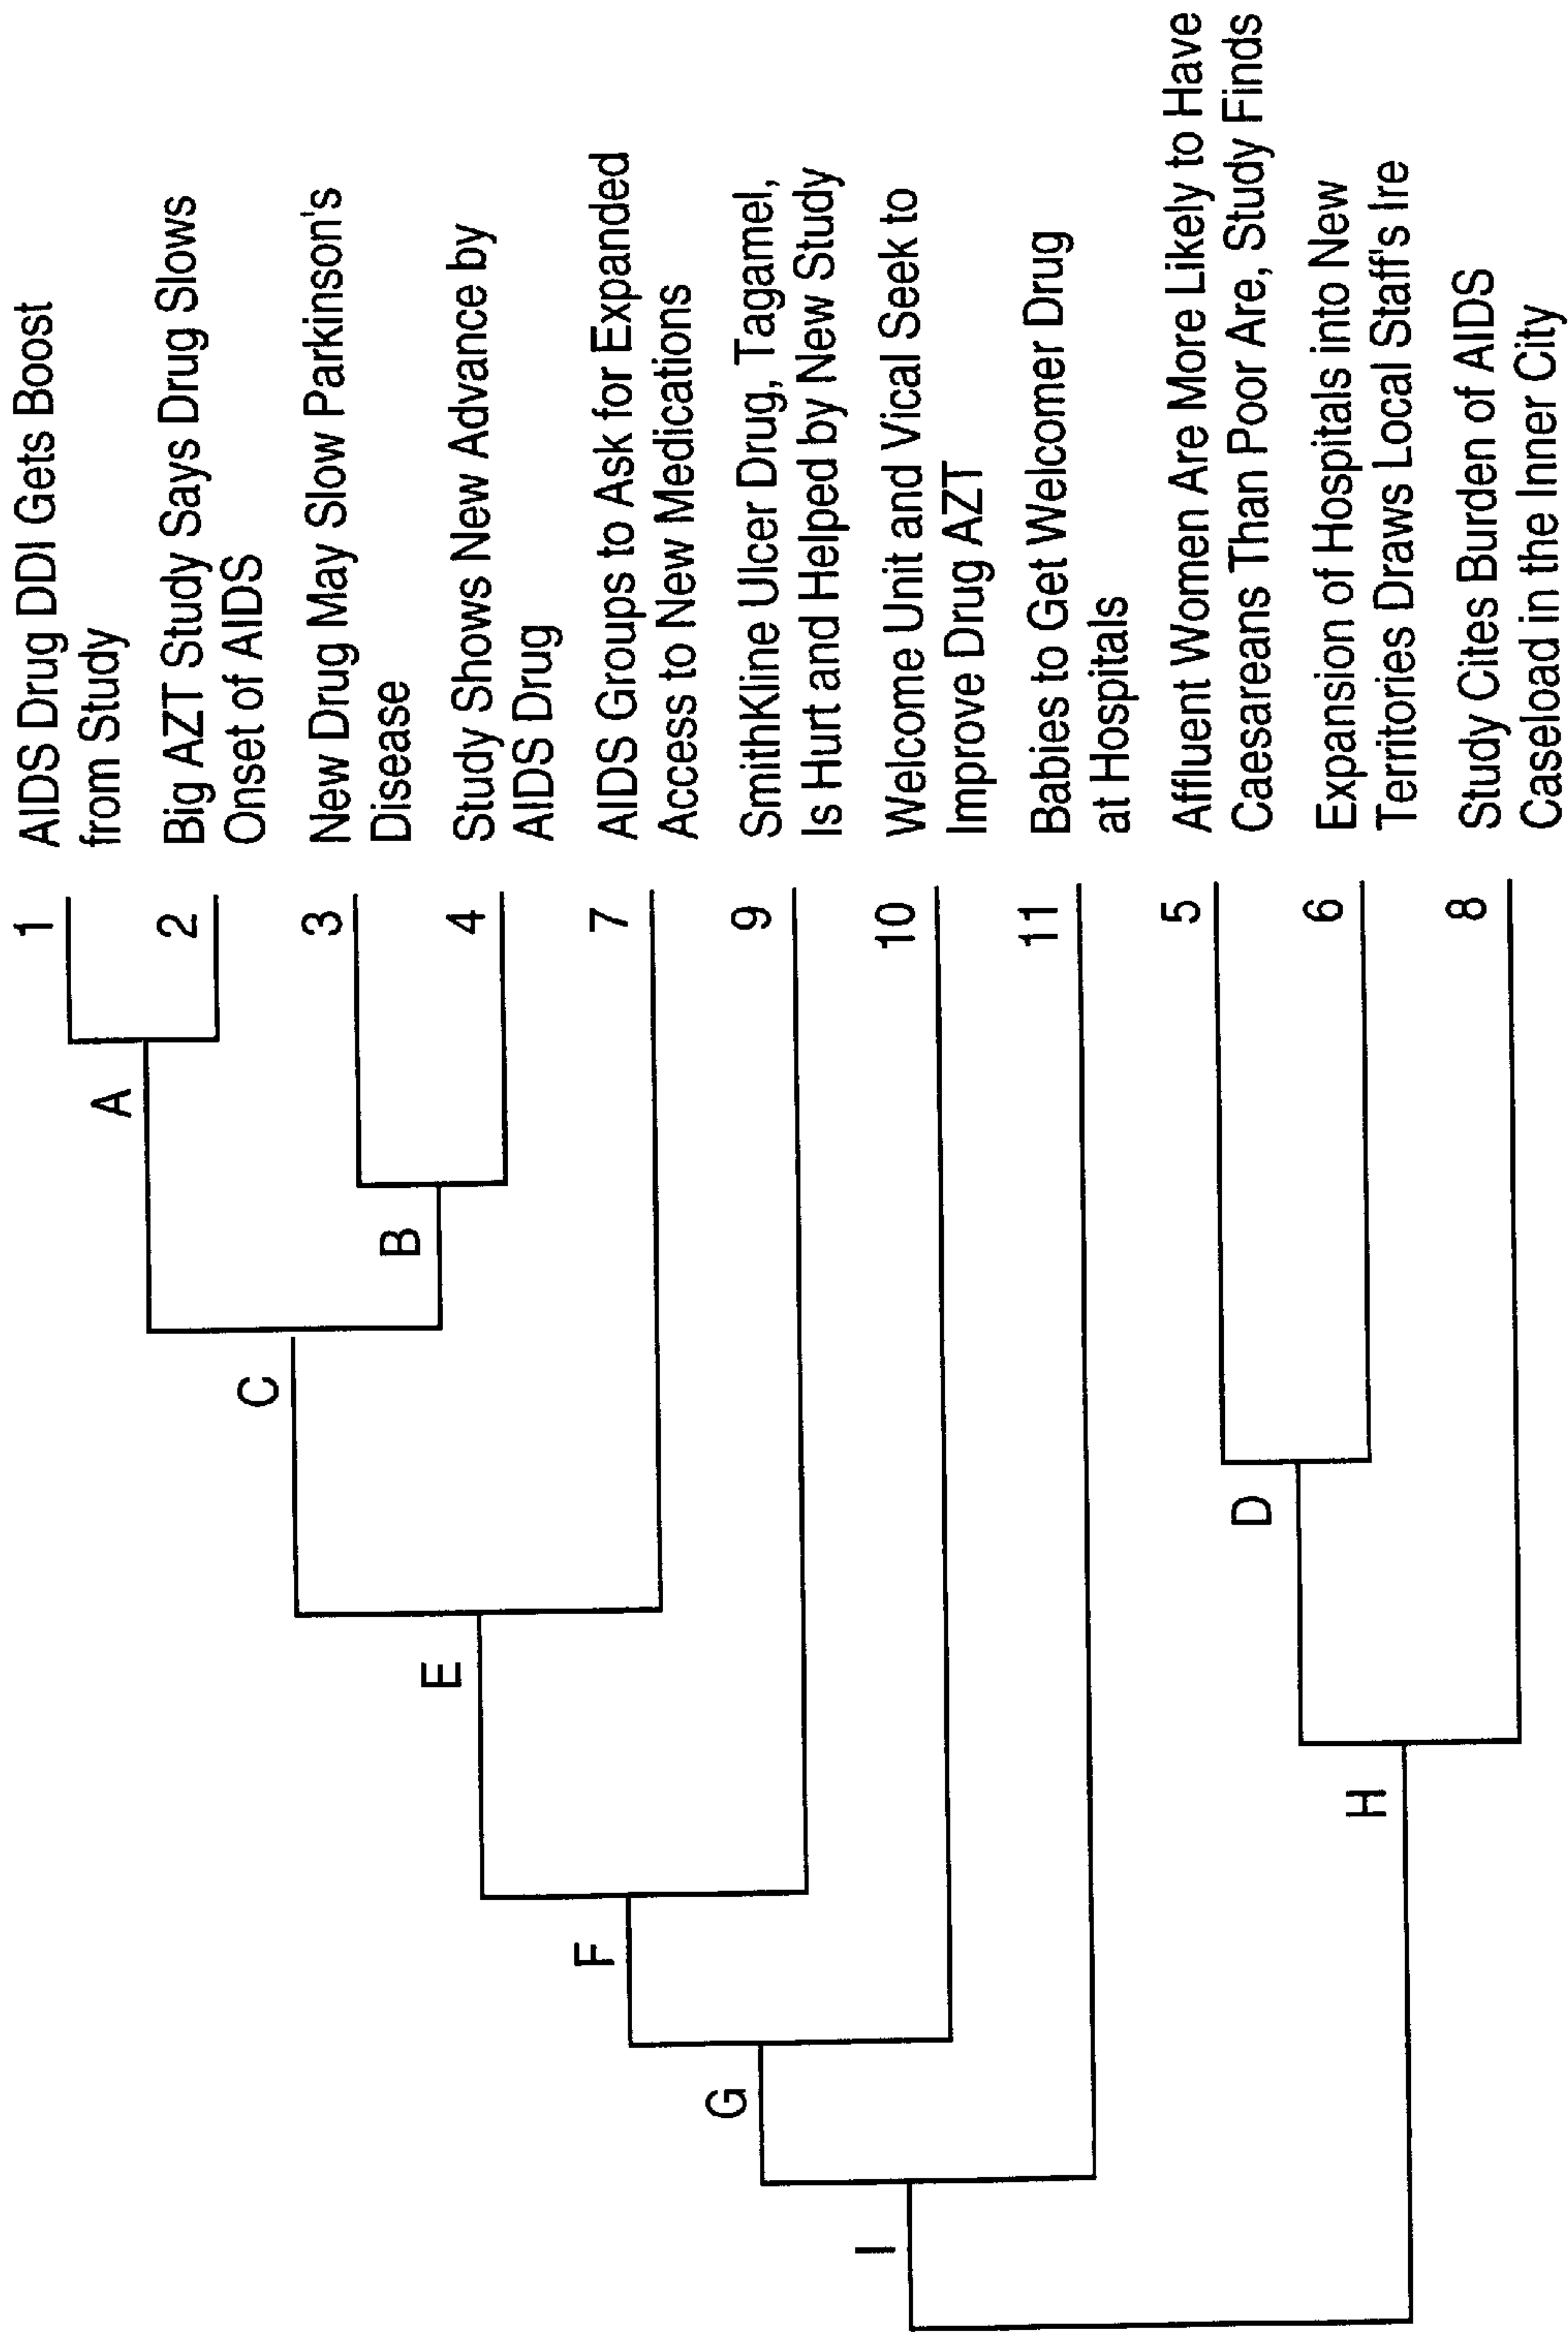 1 AIDS Drug DDI Gets Boost
from Study
A
2 Big AZT Study Says Drug Slows
Onset of AIDS
C
3 New Drug May Slow Parkinson's
Disease
B
E
4 Study Shows New Advance by
AIDS Drug
F
7 AIDS Groups to Ask for Expanded
Access to New Medications
G
9 SmithKline Ulcer Drug, Tagamel,
Is Hurt and Helped by New Study
I
10 Welcome Unit and Vical Seek to
Improve Drug AZT
11 Babies to Get Welcomer Drug
at Hospitals
5 Affluent Women Are More Likely to Have
Caesareans Than Poor Are, Study Finds
D
6 Expansion of Hospitals into New
Territories Draws Local Staff's Ire
H
8 Study Cites Burden of AIDS
Caseload in the Inner City